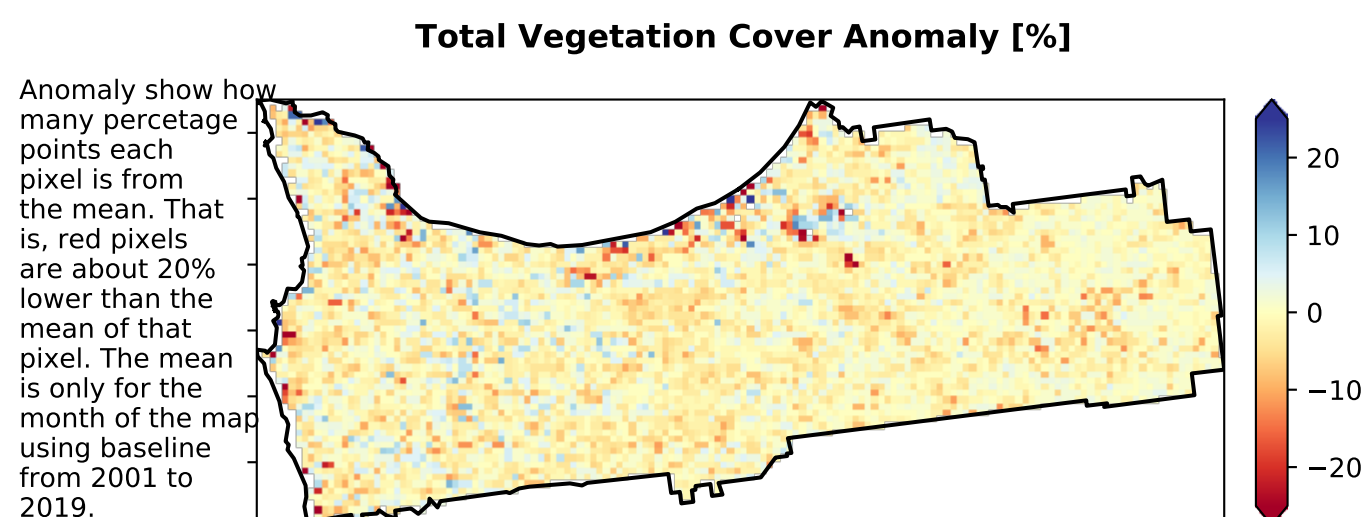 Total Vegetation Cover Anomaly [%]
Anomaly show how
many percetage
points each
pixel is from
the mean. That
is, red pixels
are about 20%
lower than the
mean of that
pixel. The mean
is only for the
month of the map
using baseline
from 2001 to
2019.
20
10
0
−10
−20